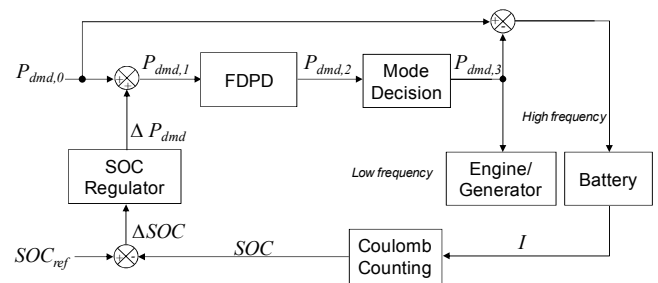 +
-
P_dmd,0
+
+
P_dmd,1
FDPD
P_dmd,2
Mode
Decision
P_dmd,3
High frequency
Δ P_dmd
SOC
Regulator
Low frequency
Engine/
Generator
Battery
ΔSOC
SOC_ref
+
-
SOC
Coulomb
Counting
I